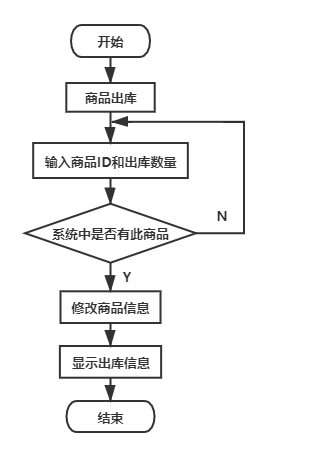 开始
商品出库
输入商品ID和出库数量
系统中是否有此商品
N
Y
修改商品信息
显示出库信息
结束